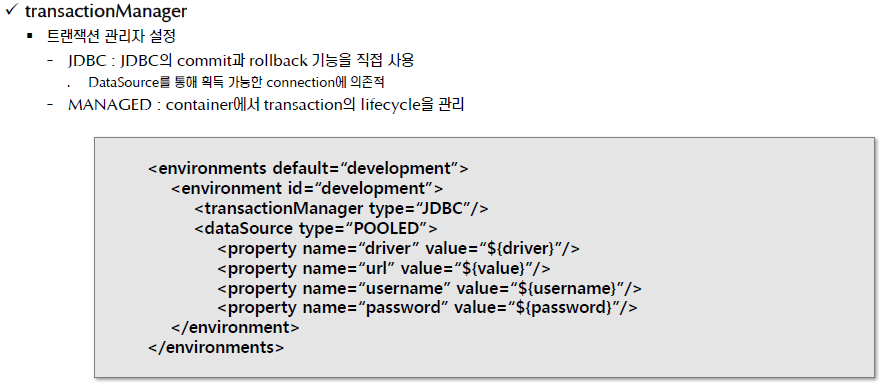 ✓ transactionManager
▪ 트랜잭션 관리자 설정
- JDBC : JDBC의 commit과 rollback 기능을 직접 사용
. DataSource를 통해 획득 가능한 connection에 의존적
- MANAGED : container에서 transaction의 lifecycle을 관리
<environments default=“development”>
<environment id=“development”>
<transactionManager type=“JDBC”/>
<dataSource type=“POOLED”>
<property name=“driver” value=“${driver}”/>
<property name=“url” value=“${value}”/>
<property name=“username” value=“${username}”/>
<property name=“password” value=“${password}”/>
</environment>
</environments>